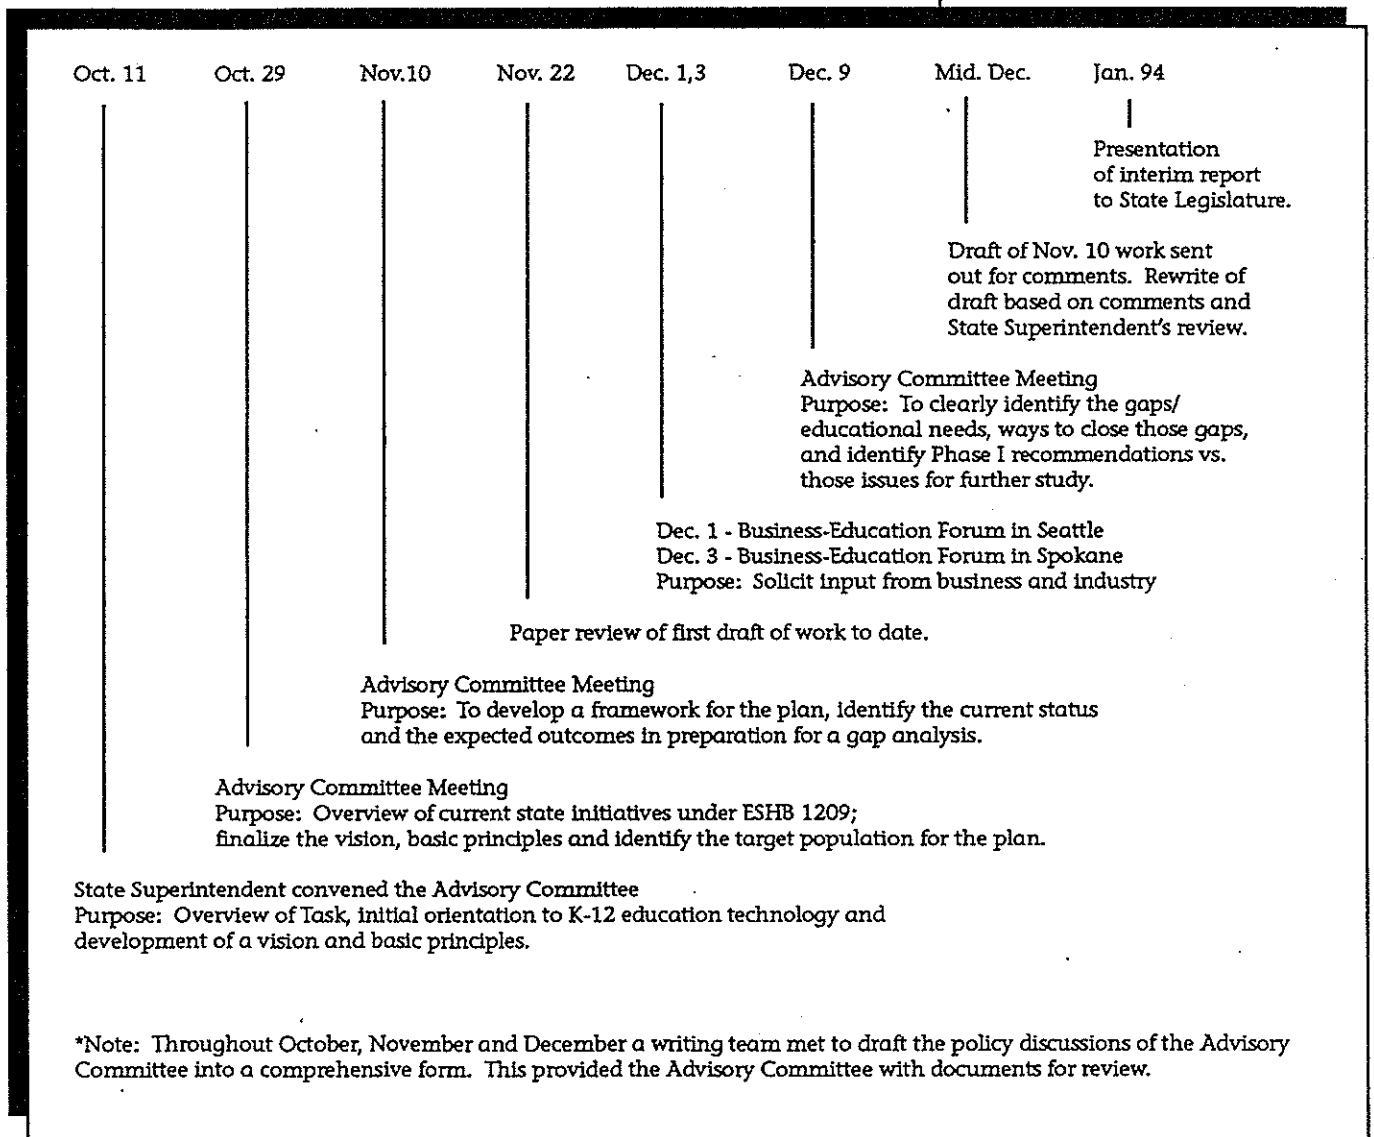 Oct. 11 Oct. 29 Nov.10 Nov. 22 Dec. 1,3 Dec. 9 Mid. Dec. Jan. 94
Presentation
of interim report
to State Legislature.
Draft of Nov. 10 work sent
out for comments. Rewrite of
draft based on comments and
State Superintendent's review.
Advisory Committee Meeting
Purpose: To clearly identify the gaps/
educational needs, ways to close those gaps,
and identify Phase I recommendations vs.
those issues for further study.
Dec. 1 - Business-Education Forum in Seattle
Dec. 3 - Business-Education Forum in Spokane
Purpose: Solicit input from business and industry
Paper review of first draft of work to date.
Advisory Committee Meeting
Purpose: To develop a framework for the plan, identify the current status
and the expected outcomes in preparation for a gap analysis.
Advisory Committee Meeting
Purpose: Overview of current state initiatives under ESHB 1209;
finalize the vision, basic principles and identify the target population for the plan.
State Superintendent convened the Advisory Committee
Purpose: Overview of Task, initial orientation to K-12 education technology and
development of a vision and basic principles.
*Note: Throughout October, November and December a writing team met to draft the policy discussions of the Advisory
Committee into a comprehensive form. This provided the Advisory Committee with documents for review.